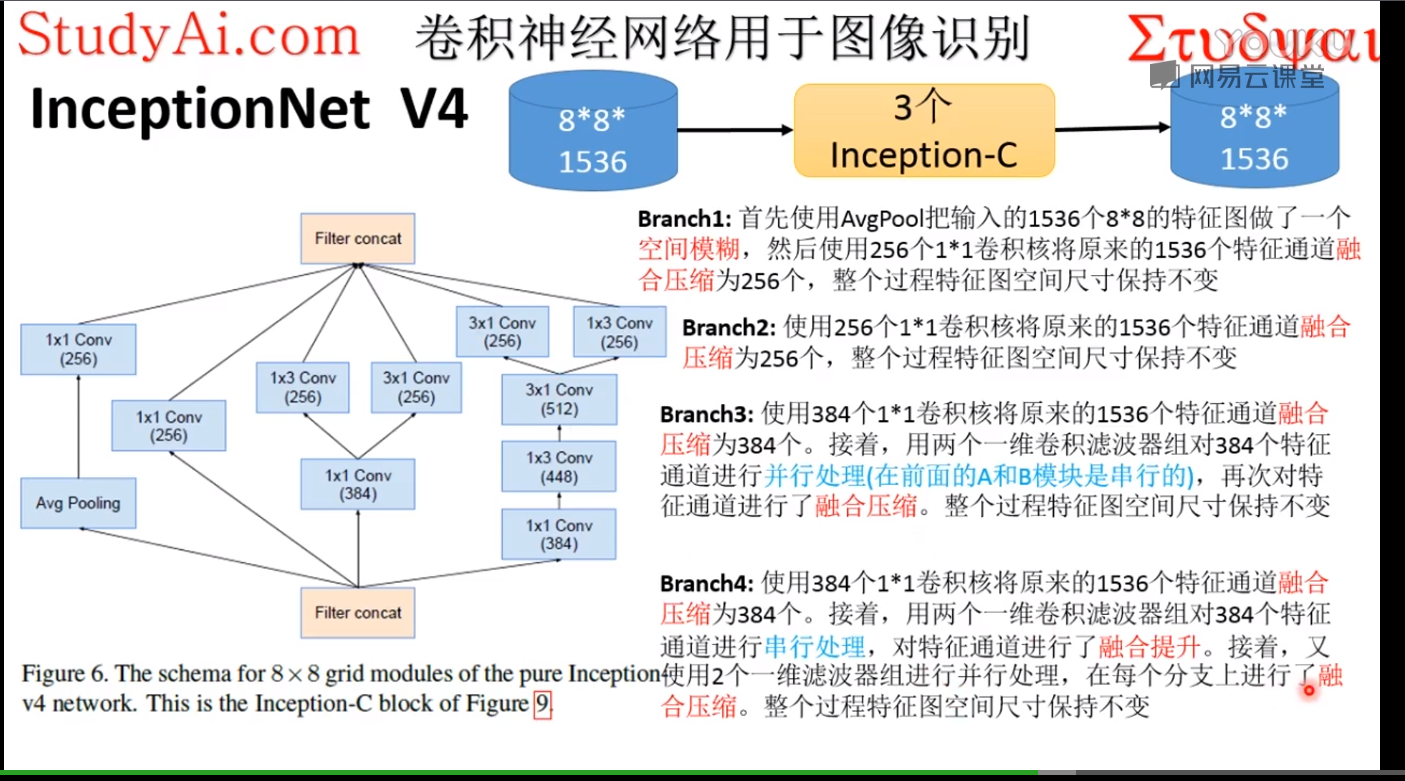 StudyAi.com
卷积神经网络用于图像识别
Στυδψαι
YOUKU
网易云课堂
InceptionNet V4
8*8*
1536
3个
Inception-C
8*8*
1536
Filter concat
1x1 Conv
(256)
1x1 Conv
(256)
1x3 Conv
(256)
3x1 Conv
(256)
3x1 Conv
(256)
1x3 Conv
(256)
3x1 Conv
(512)
1x3 Conv
(448)
1x1 Conv
(384)
1x1 Conv
(384)
Avg Pooling
Filter concat
Figure 6. The schema for 8×8 grid modules of the pure Inception-
v4 network. This is the Inception-C block of Figure 9.
Branch1: 首先使用AvgPool把输入的1536个8*8的特征图做了一个
空间模糊，然后使用256个1*1卷积核将原来的1536个特征通道融
合压缩为256个，整个过程特征图空间尺寸保持不变
Branch2: 使用256个1*1卷积核将原来的1536个特征通道融合
压缩为256个，整个过程特征图空间尺寸保持不变
Branch3: 使用384个1*1卷积核将原来的1536个特征通道融合
压缩为384个。接着，用两个一维卷积滤波器组对384个特征
通道进行并行处理(在前面的A和B模块是串行的)，再次对特
征通道进行了融合压缩。整个过程特征图空间尺寸保持不变
Branch4: 使用384个1*1卷积核将原来的1536个特征通道融合
压缩为384个。接着，用两个一维卷积滤波器组对384个特征
通道进行串行处理，对特征通道进行了融合提升。接着，又
使用2个一维滤波器组进行并行处理，在每个分支上进行了融
合压缩。整个过程特征图空间尺寸保持不变